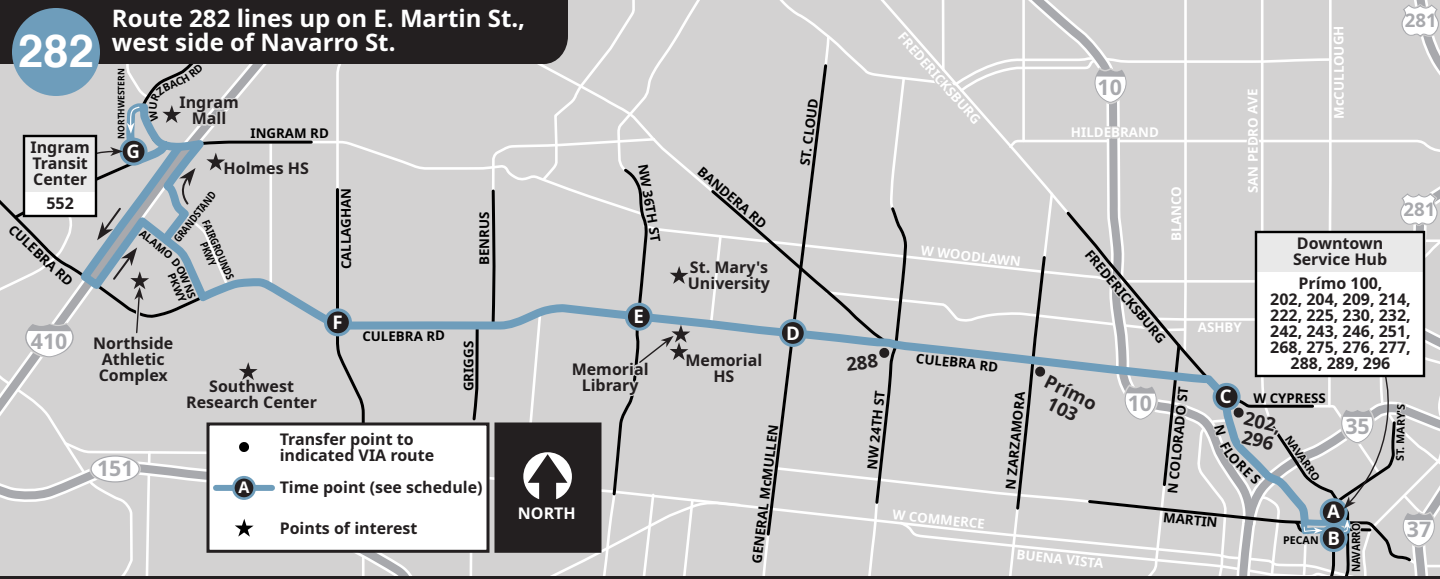 282
Route 282 lines up on E. Martin St.,
west side of Navarro St.
NORTHWESTERN
WURZBACH RD
Ingram
Mall
INGRAM RD
G
Ingram
Transit
Center
552
Holmes HS
GRANDSTAND
FAIRGROUNDS
PKWY
ALAMO DOWNS
PKWY
CULEBRA RD
410
Northside
Athletic
Complex
Southwest
Research Center
CALLAGHAN
F
CULEBRA RD
BENRUS
GRIGGS
NW 36TH ST
E
St. Mary's
University
Memorial
Library
Memorial
HS
BANDERA RD
ST. CLOUD
D
GENERAL McMULLEN
288
NW 24TH ST
CULEBRA RD
W WOODLAWN
N ZARZAMORA
Prímo
103
FREDERICKSBURG
FREDERICKSBURG
10
HILDEBRAND
BLANCO
SAN PEDRO AVE
McCULLOUGH
281
281
ASHBY
10
N COLORADO ST
C
W CYPRESS
202,
296
N FLORES
NAVARRO
35
ST. MARY'S
Downtown
Service Hub
Prímo 100,
202, 204, 209, 214,
222, 225, 230, 232,
242, 243, 246, 251,
268, 275, 276, 277,
288, 289, 296
A
B
PECAN
NAVARRO
37
MARTIN
W COMMERCE
BUENA VISTA
151
Transfer point to
indicated VIA route
A
Time point (see schedule)
Points of interest
NORTH